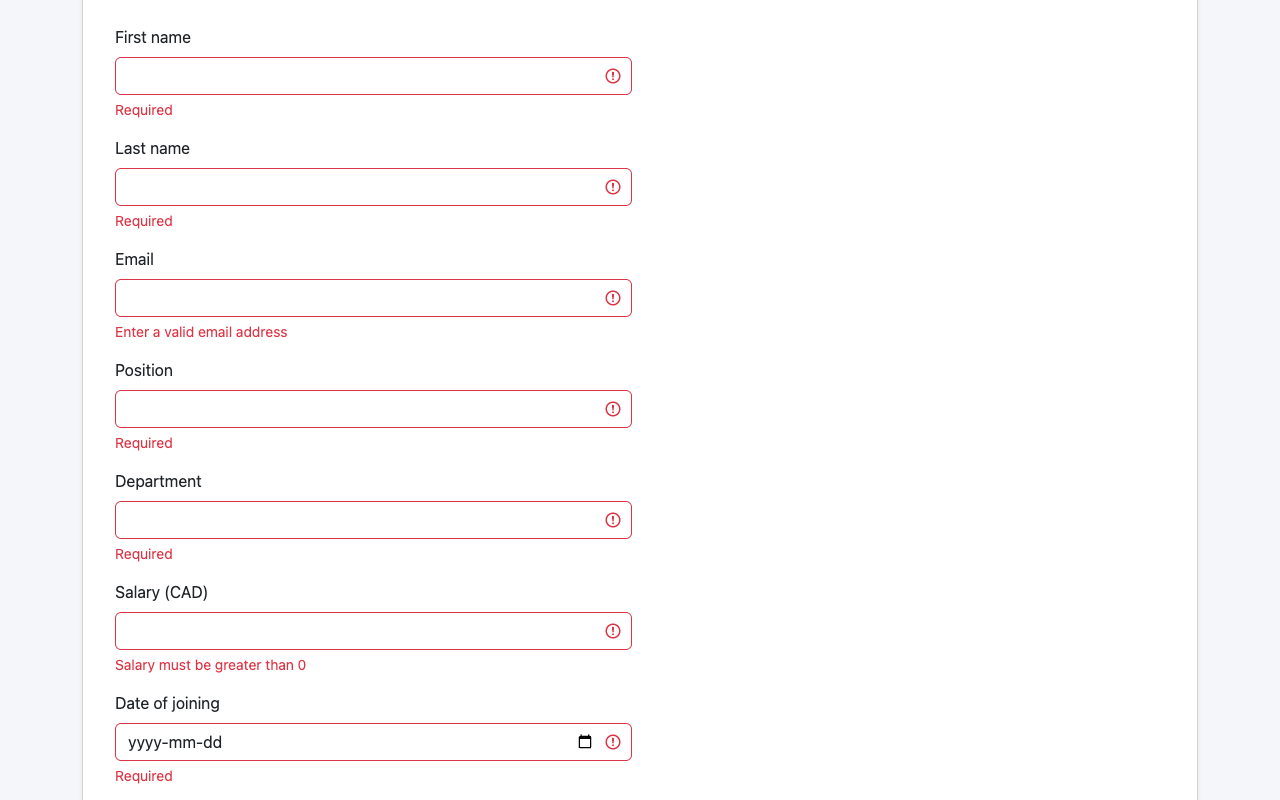 First name
Required
Last name
Required
Email
Enter a valid email address
Position
Required
Department
Required
Salary (CAD)
Salary must be greater than 0
Date of joining
yyyy-mm-dd
Required